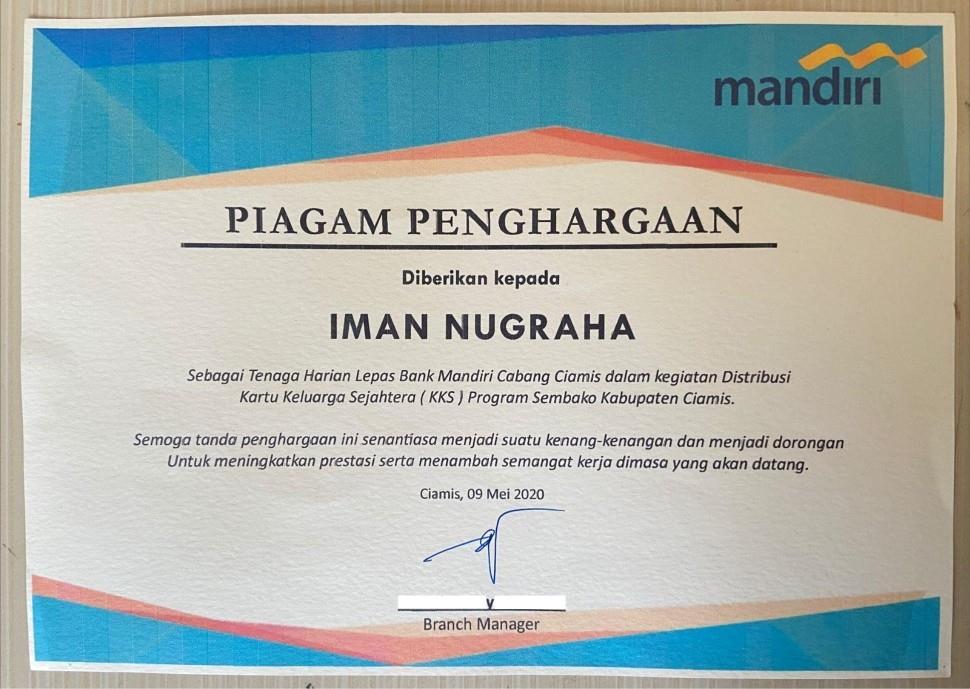 mandiri
PIAGAM PENGHARGAAN
Diberikan kepada
IMAN NUGRAHA
Sebagai Tenaga Harian Lepas Bank Mandiri Cabang Ciamis dalam kegiatan Distribusi
Kartu Keluarga Sejahtera ( KKS ) Program Sembako Kabupaten Ciamis.
Semoga tanda penghargaan ini senantiasa menjadi suatu kenang-kenangan dan menjadi dorongan
Untuk meningkatkan prestasi serta menambah semangat kerja dimasa yang akan datang.
Ciamis, 09 Mei 2020
Branch Manager